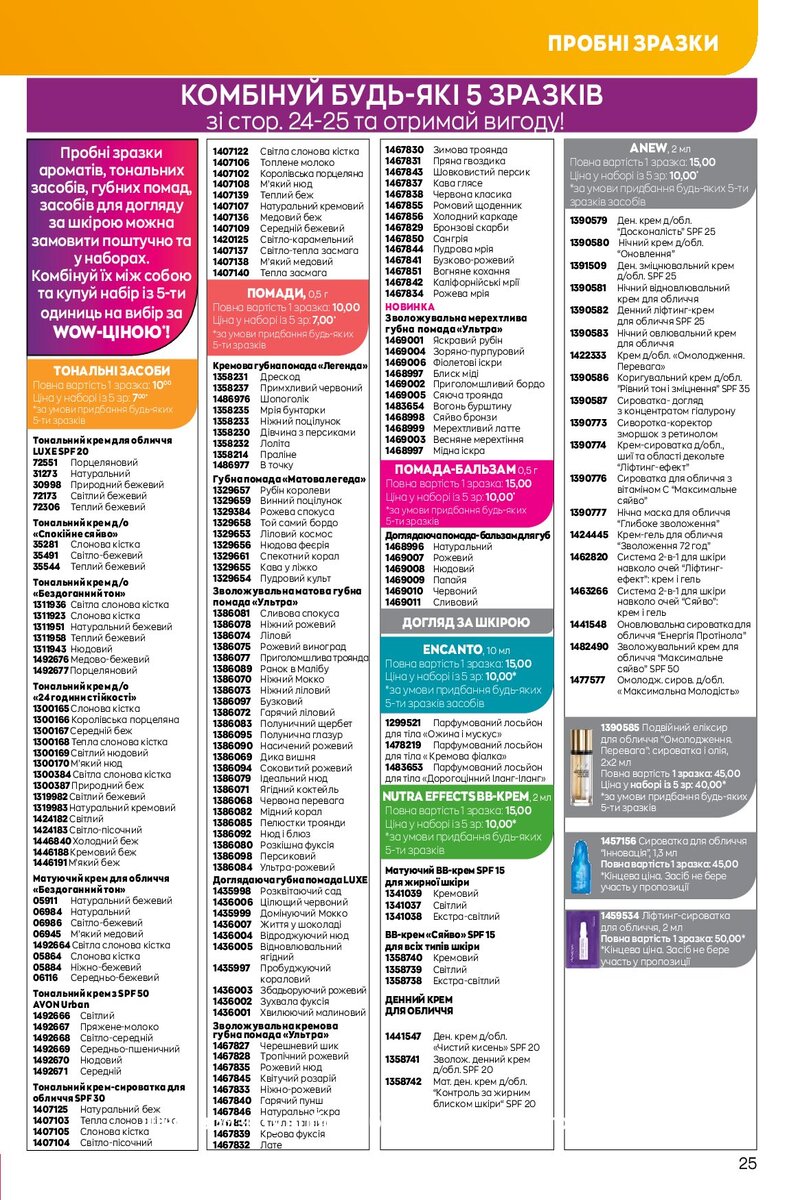 ПРОБНІ ЗРАЗКИ
КОМБІНУЙ БУДЬ-ЯКІ 5 ЗРАЗКІВ
зі стор. 24-25 та отримай вигоду!
Пробні зразки
ароматів, тональних
засобів, губних помад,
засобів для догляду
за шкірою можна
замовити поштучно та
у наборах.
Комбінуй їх між собою
та купуй набір із 5-ти
одиниць на вибір за
WOW-ЦІНОЮ*!
ТОНАЛЬНІ ЗАСОБИ
Повна вартість 1 зразка: 10⁰⁰
Ціна у наборі із 5 зр: 7⁰⁰*
*за умови придбання будь-яких
5-ти зразків
Тональний крем для обличчя
LUXE SPF 20
72551 Порцеляновий
31273 Натуральний
30998 Природний бежевий
72173 Світлий бежевий
72306 Теплий бежевий
Тональний крем д/о
«Спокійне сяйво»
35281 Слонова кістка
35491 Світло-бежевий
35544 Теплий бежевий
Тональний крем д/о
«Бездоганний тон»
1311936 Світла слонова кістка
1311923 Слонова кістка
1311951 Натуральний бежевий
1311958 Теплий бежевий
1311943 Нюдовий
1492676 Медово-бежевий
1492677 Порцеляновий
Тональний крем д/о
«24 години стійкості»
1300165 Слонова кістка
1300166 Королівська порцеляна
1300167 Середній беж
1300168 Тепла слонова кістка
1300169 Світлий нюдовий
1300170 М'який нюд
1300384 Світла слонова кістка
1300387 Природний беж
1319982 Світлий бежевий
1319983 Натуральний кремовий
1424182 Світлий
1424183 Світло-пісочний
1446840 Холодний беж
1446188 Кремовий беж
1446191 М'який беж
Матуючий крем для обличчя
«Бездоганний тон»
05911 Натуральний бежевий
06984 Натуральний
06986 Світло-бежевий
06945 М'який медовий
1492664 Світла слонова кістка
05864 Слонова кістка
05884 Ніжно-бежевий
06116 Середньо-бежевий
Тональний крем з SPF 50
AVON Urban
1492666 Світлий
1492667 Пряжене-молоко
1492668 Світло-середній
1492669 Середньо-пшеничний
1492670 Нюдовий
1492671 Середній
Тональний крем-сироватка для
обличчя SPF 30
1407125 Натуральний беж
1407103 Тепла слонова кістка
1407105 Слонова кістка
1407104 Світло-пісочний
1407122 Світла слонова кістка
1407106 Топлене молоко
1407102 Королівська порцеляна
1407108 М'який нюд
1407139 Теплий беж
1407107 Натуральний кремовий
1407136 Медовий беж
1407109 Середній бежевий
1420125 Світло-карамельний
1407137 Світло-тепла засмага
1407138 М'який медовий
1407140 Тепла засмага
ПОМАДИ, 0,5 г
Повна вартість 1 зразка: 10,00
Ціна у наборі із 5 зр: 7,00*
*за умови придбання будь-яких
5-ти зразків
Кремова губна помада «Легенда»
1358231 Дрескод
1358237 Примхливий червоний
1486976 Шопоголік
1358235 Мрія бунтарки
1358233 Ніжний поцілунок
1358230 Дівчина з персиками
1358232 Лоліта
1358214 Праліне
1486977 В точку
Губна помада «Матова легеда»
1329657 Рубін королеви
1329659 Винний поцілунок
1329384 Рожева спокуса
1329658 Той самий бордо
1329653 Ліловий космос
1329656 Нюдова феєрія
1329661 Спекотний корал
1329655 Кава у ліжко
1329654 Пудровий культ
Зволожувальна матова губна
помада «Ультра»
1386081 Сливова спокуса
1386078 Ніжний рожевий
1386074 Лілові
1386075 Рожевий виноград
1386077 Приголомшлива троянда
1386089 Ранок в Малібу
1386070 Ніжний Мокко
1386073 Ніжний ліловий
1386097 Бузковий
1386072 Гарячий ліловий
1386083 Полуничний щербет
1386095 Полунична глазур
1386090 Насичений рожевий
1386069 Дика вишня
1386094 Соковитий рожевий
1386079 Ідеальний нюд
1386071 Ягідний коктейль
1386068 Червона перевага
1386082 Мідний корал
1386085 Пелюстки троянди
1386092 Нюд і блюз
1386080 Розкішна фуксія
1386098 Персиковий
1386084 Ультра-рожевий
Доглядаюча губна помада LUXE
1435998 Розквітаючий сад
1436006 Цілющий червоний
1435999 Домінуючий Мокко
1436007 Життя у шоколаді
1436004 Відроджуючий нюд
1436005 Відновлювальний
ягідний
1435997 Пробуджуючий
кораловий
1436003 Збадьоруючий рожевий
1436002 Зухвала фуксія
1436001 Хвилюючий малиновий
Зволожувальна кремова
губна помада «Ультра»
1467827 Черешневий шик
1467828 Тропічний рожевий
1467835 Рожевий нюд
1467845 Квітучий розарій
1467833 Ніжно-рожевий
1467840 Гарячий пунш
1467846 Натуральна іскра
1467839 Кремова фуксія
1467832 Лате
1467830 Зимова троянда
1467831 Пряна гвоздика
1467843 Шовковистий персик
1467837 Кава глясе
1467838 Червона класика
1467855 Ромовий щоденник
1467856 Холодний каркаде
1467829 Бронзові скарби
1467850 Сангрія
1467844 Пудрова мрія
1467841 Бузково-рожевий
1467851 Вогняне кохання
1467842 Каліфорнійські мрії
1467834 Рожева мрія
НОВИНКА
Зволожувальна мерехтлива
губна помада «Ультра»
1469001 Яскравий рубін
1469004 Зоряно-пурпуровий
1469006 Фіолетові іскри
1468997 Блиск міді
1469002 Приголомшливий бордо
1469005 Сяюча троянда
1483654 Вогонь бурштину
1468998 Сяйво бронзи
1468999 Мерехтливий латте
1469003 Весняне мерехтіння
1468997 Мідна іскра
ПОМАДА-БАЛЬЗАМ 0,5 г
Повна вартість 1 зразка: 15,00
Ціна у наборі із 5 зр: 10,00*
*за умови придбання будь-яких
5-ти зразків
Доглядаюча помада-бальзам для губ
1468996 Натуральний
1469007 Рожевий
1469008 Нюдовий
1469009 Папайя
1469010 Червоний
1469011 Сливовий
ДОГЛЯД ЗА ШКІРОЮ
ENCANTO, 10 мл
Повна вартість 1 зразка: 15,00
Ціна у наборі із 5 зр: 10,00*
*за умови придбання будь-яких
5-ти зразків засобів
1299521 Парфумований лосьйон
для тіла «Ожина і мускус»
1478219 Парфумований лосьйон
для тіла «Кремова фіалка»
1483653 Парфумований лосьйон
для тіла «Дорогоцінний Іланг-Іланг»
NUTRA EFFECTS BB-КРЕМ, 2 мл
Повна вартість 1 зразка: 15,00
Ціна у наборі із 5 зр: 10,00*
*за умови придбання будь-яких
5-ти зразків
Матуючий BB-крем SPF 15
для жирної шкіри
1341039 Кремовий
1341037 Світлий
1341038 Екстра-світлий
BB-крем «Сяйво» SPF 15
для всіх типів шкіри
1358740 Кремовий
1358739 Світлий
1358738 Екстра-світлий
ДЕННИЙ КРЕМ
ДЛЯ ОБЛИЧЧЯ
1441547 Ден. крем д/обл.
«Чистий кисень» SPF 20
1358741 Зволож. денний крем
д/обл. SPF 20
1358742 Мат. ден. крем д/обл.
"Контроль за жирним
блиском шкіри" SPF 20
ANEW, 2 мл
Повна вартість 1 зразка: 15,00
Ціна у наборі із 5 зр: 10,00*
*за умови придбання будь-яких 5-ти
зразків засобів
1390579 Ден. крем д/обл.
"Досконалість" SPF 25
1390580 Нічний крем д/обл.
"Оновлення"
1391509 Ден. зміцнювальний крем
д/обл. SPF 25
1390581 Нічний відновлювальний
крем для обличчя
1390582 Денний ліфтинг-крем
для обличчя SPF 25
1390583 Нічний овлювальний крем
для обличчя
1422333 Крем д/обл. «Омолодження.
Перевага»
1390586 Коригувальний крем д/обл.
"Рівний тон і зміцнення" SPF 35
1390587 Сироватка- догляд
з концентратом гіалурону
1390773 Сиворотка-коректор
зморшок з ретинолом
1390774 Крем-сироватка д/обл.,
шиї та області декольте
"Ліфтинг-ефект"
1390776 Сироватка для обличчя з
вітаміном С "Максимальне
сяйво"
1390777 Нічна маска для обличчя
"Глибоке зволоження"
1424445 Крем-гель для обличчя
"Зволоження 72 год"
1462820 Система 2-в-1 для шкіри
навколо очей "Ліфтинг-
ефект": крем і гель
1463266 Система 2-в-1 для шкіри
навколо очей "Сяйво":
крем і гель
1441548 Оновлювальна сироватка для
обличчя "Енергія Протінола"
1482490 Зволожувальний крем для
обличчя "Максимальне
сяйво" SPF 50
1477577 Омолодж. сиров. д/обл.
« Максимальна Молодість»
1390585 Подвійний еліксир
для обличчя "Омолодження.
Перевага": сироватка і олія,
2х2 мл
Повна вартість 1 зразка: 45,00
Ціна у наборі із 5 зр: 40,00*
*за умови придбання будь-яких
5-ти зразків
1457156 Сироватка для обличчя
"Інновація", 1,3 мл
Повна вартість 1 зразка: 45,00
*Кінцева ціна. Засіб не бере
участь у пропозиції
1459534 Ліфтинг-сироватка
для обличчя, 2 мл
Повна вартість 1 зразка: 50,00*
*Кінцева ціна. Засіб не бере
участь у пропозиції
25